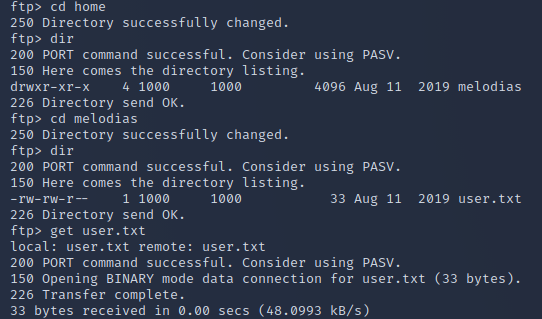 ftp> cd home
250 Directory successfully changed.
ftp> dir
200 PORT command successful. Consider using PASV.
150 Here comes the directory listing.
drwxr-xr-x    4 1000     1000         4096 Aug 11  2019 melodias
226 Directory send OK.
ftp> cd melodias
250 Directory successfully changed.
ftp> dir
200 PORT command successful. Consider using PASV.
150 Here comes the directory listing.
-rw-rw-r--    1 1000     1000           33 Aug 11  2019 user.txt
226 Directory send OK.
ftp> get user.txt
local: user.txt remote: user.txt
200 PORT command successful. Consider using PASV.
150 Opening BINARY mode data connection for user.txt (33 bytes).
226 Transfer complete.
33 bytes received in 0.00 secs (48.0993 kB/s)